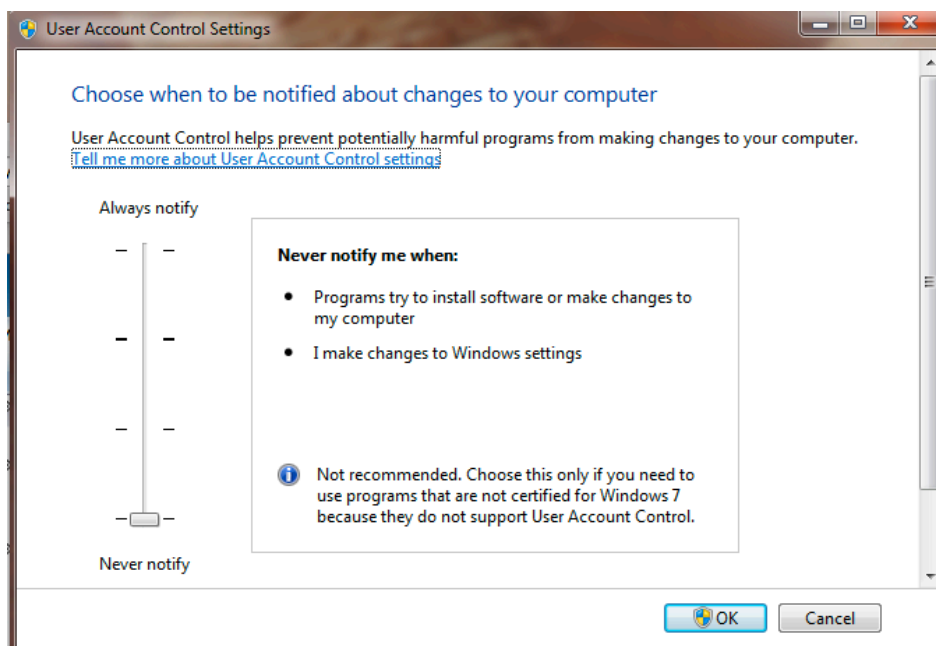 User Account Control Settings
Choose when to be notified about changes to your computer
User Account Control helps prevent potentially harmful programs from making changes to your computer.
Tell me more about User Account Control settings
Always notify
Never notify me when:
• Programs try to install software or make changes to
my computer
• I make changes to Windows settings
Not recommended. Choose this only if you need to
use programs that are not certified for Windows 7
because they do not support User Account Control.
Never notify
OK
Cancel